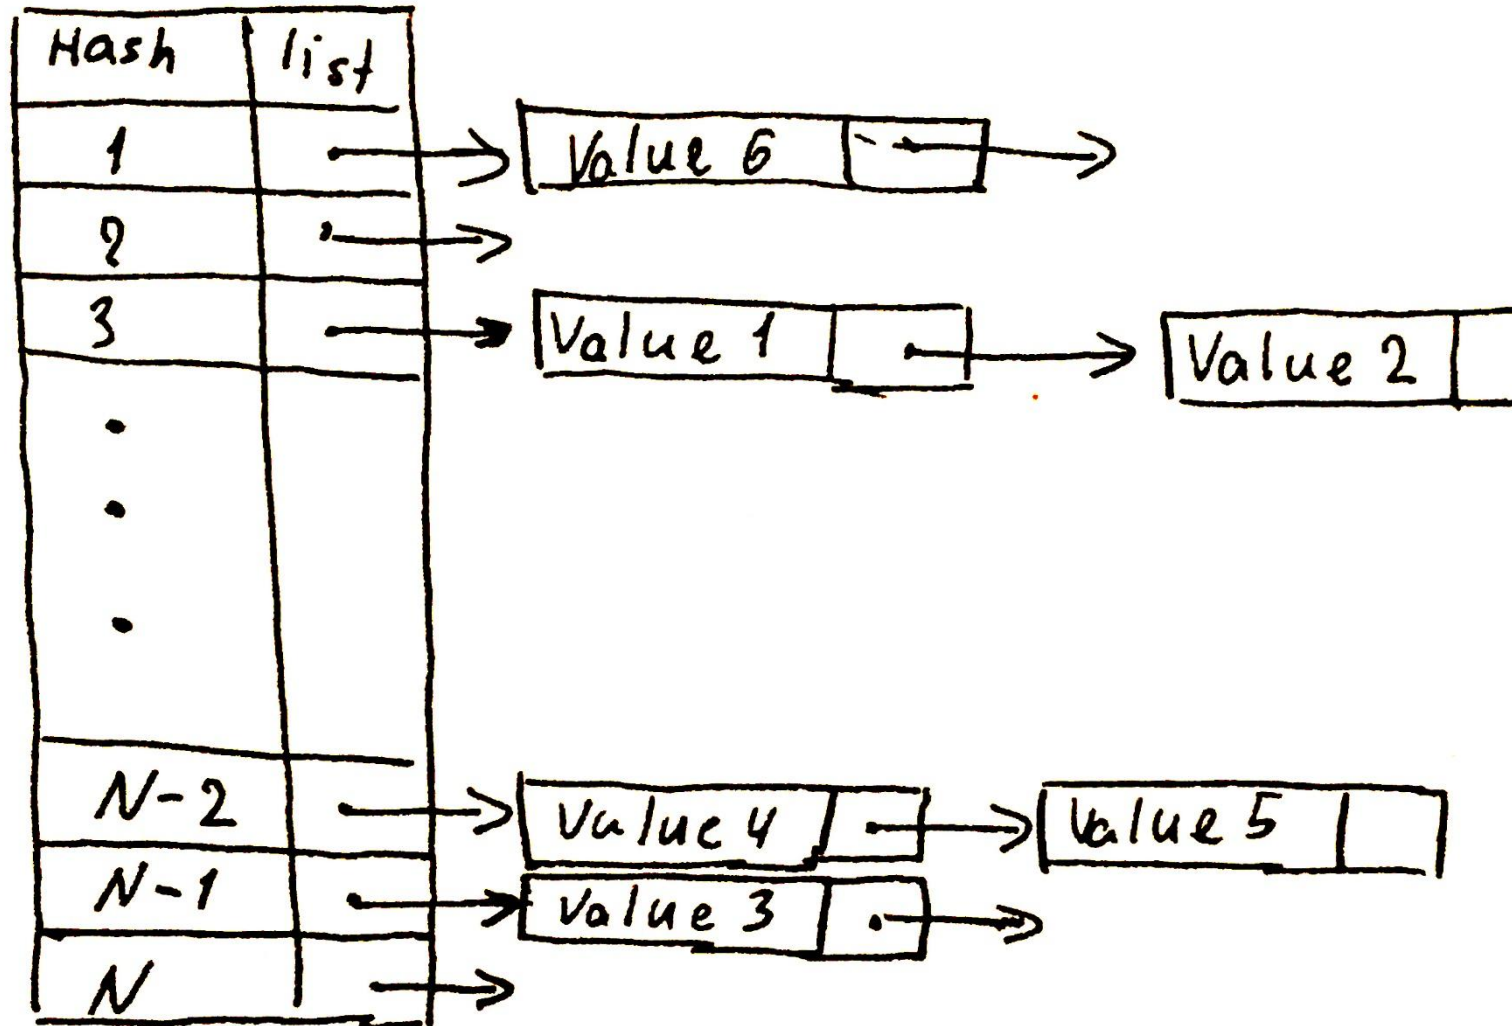 Hash list
1 Value 6
2
3 Value 1 Value 2
N-2 Value 4 Value 5
N-1 Value 3
N